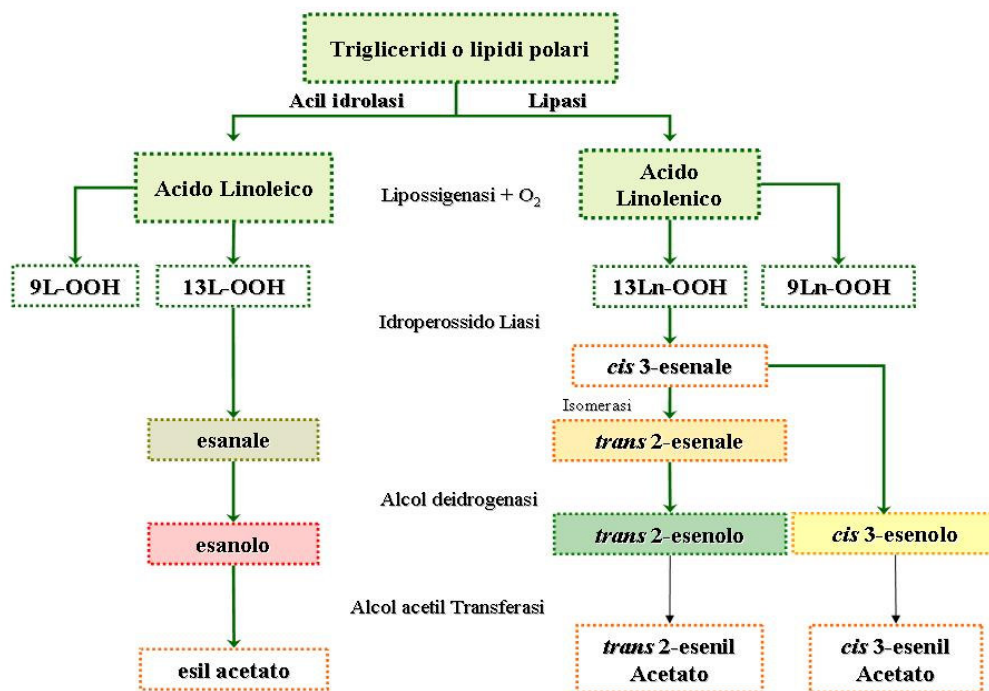 Trigliceridi o lipidi polari
Acil idrolasi
Lipasi
Acido Linoleico
Lipossigenasi + O₂
Acido
Linolenico
9L-OOH
13L-OOH
13Ln-OOH
9Ln-OOH
Idroperossido Liasi
cis 3-esenale
Isomerasi
esanale
trans 2-esenale
Alcol deidrogenasi
esanolo
trans 2-esenolo
cis 3-esenolo
Alcol acetil Transferasi
esil acetato
trans 2-esenil
Acetato
cis 3-esenil
Acetato